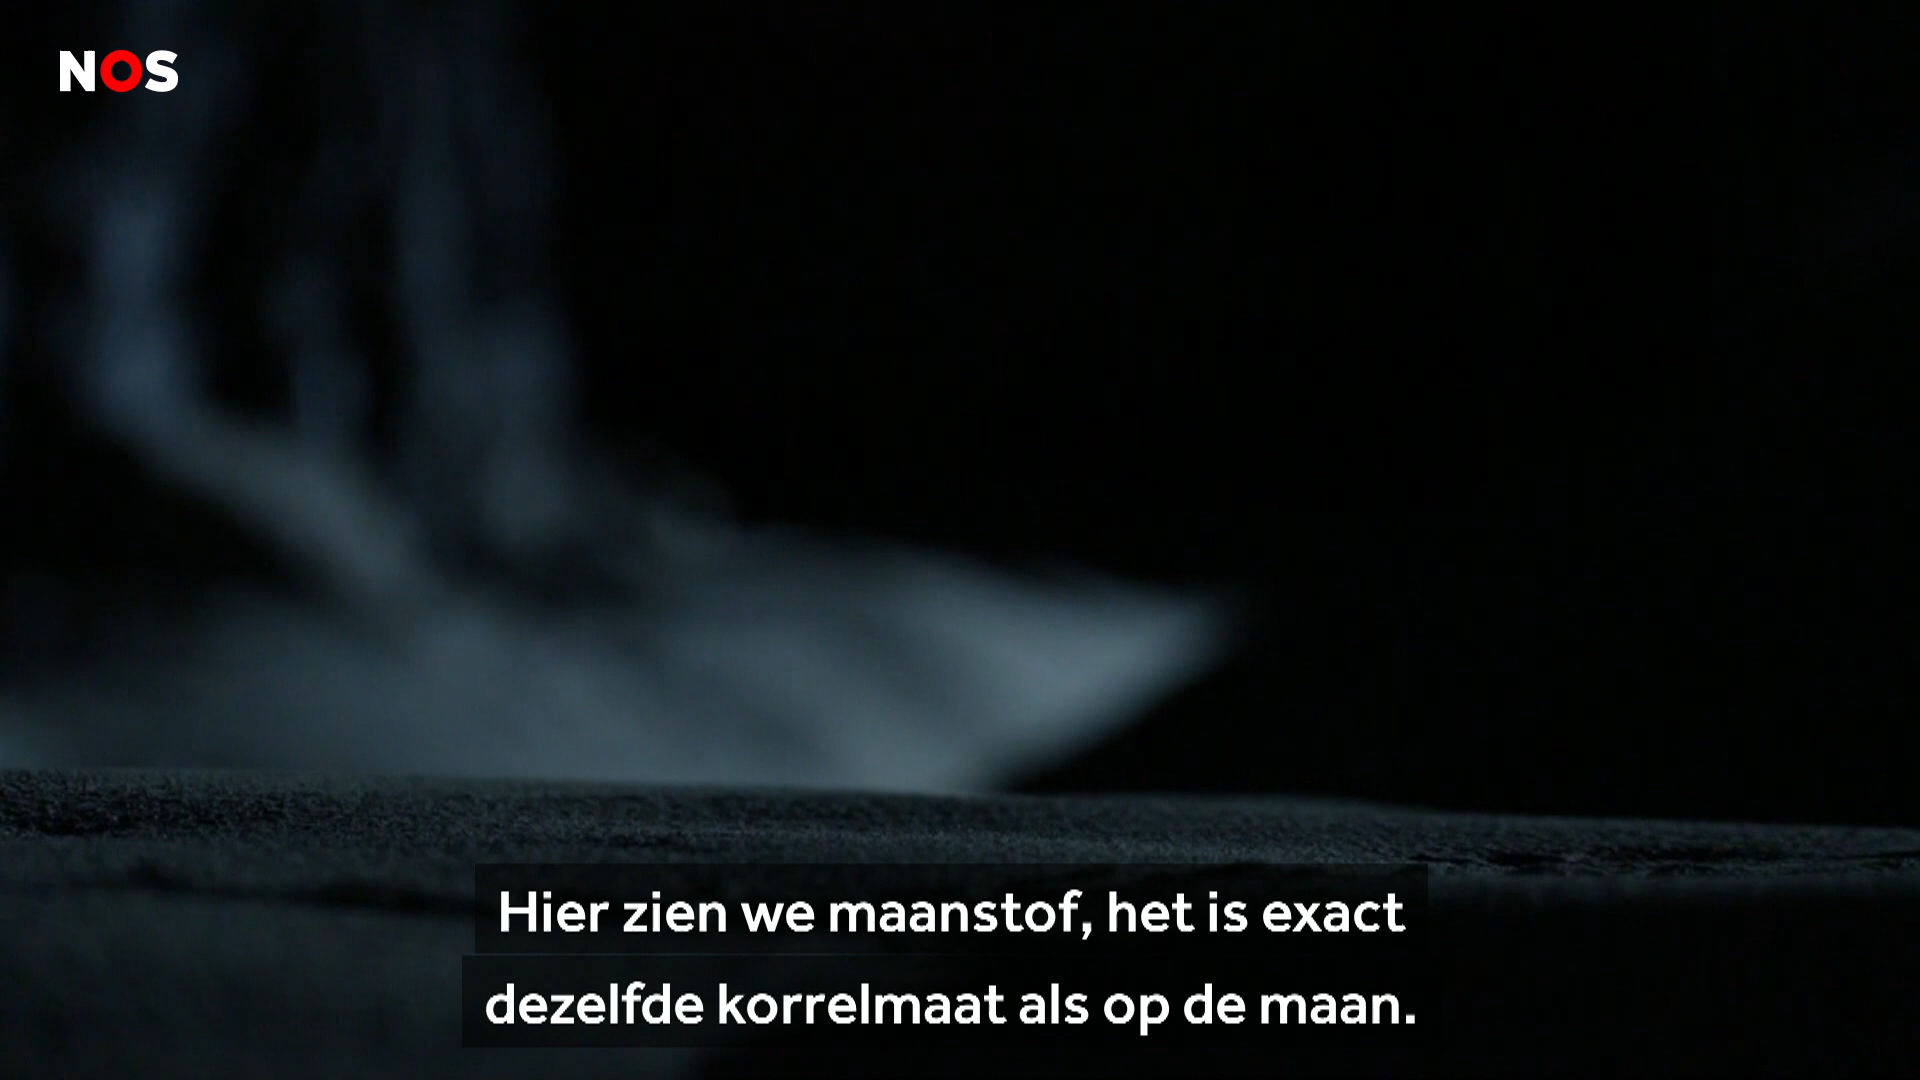 NOS
Hier zien we maanstof, het is exact
dezelfde korrelmaat als op de maan.